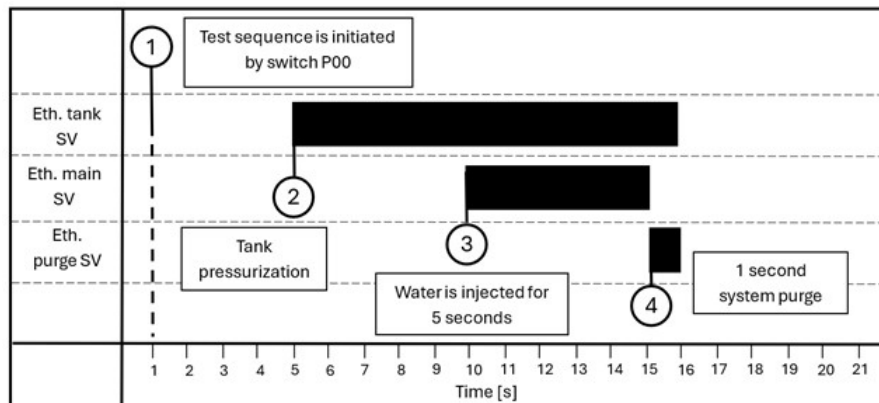 1
Test sequence is initiated
by switch P00
Eth. tank
SV
2
Eth. main
SV
3
Eth.
purge SV
Tank
pressurization
Water is injected for
5 seconds
4
1 second
system purge
1 2 3 4 5 6 7 8 9 10 11 12 13 14 15 16 17 18 19 20 21
Time [s]